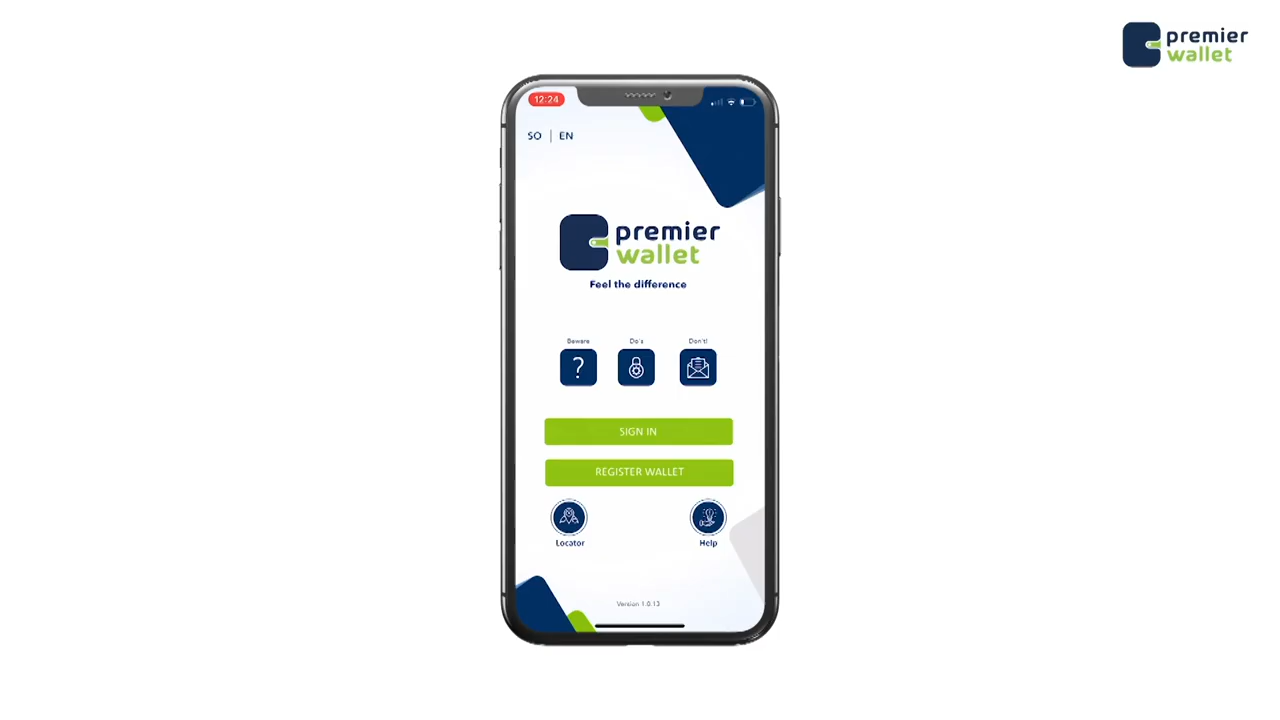 premier
wallet
12:24
SO | EN
premier
wallet
Feel the difference
Beware
Do's
Don't!
?
SIGN IN
REGISTER WALLET
Locator
Help
Version 1.0.13